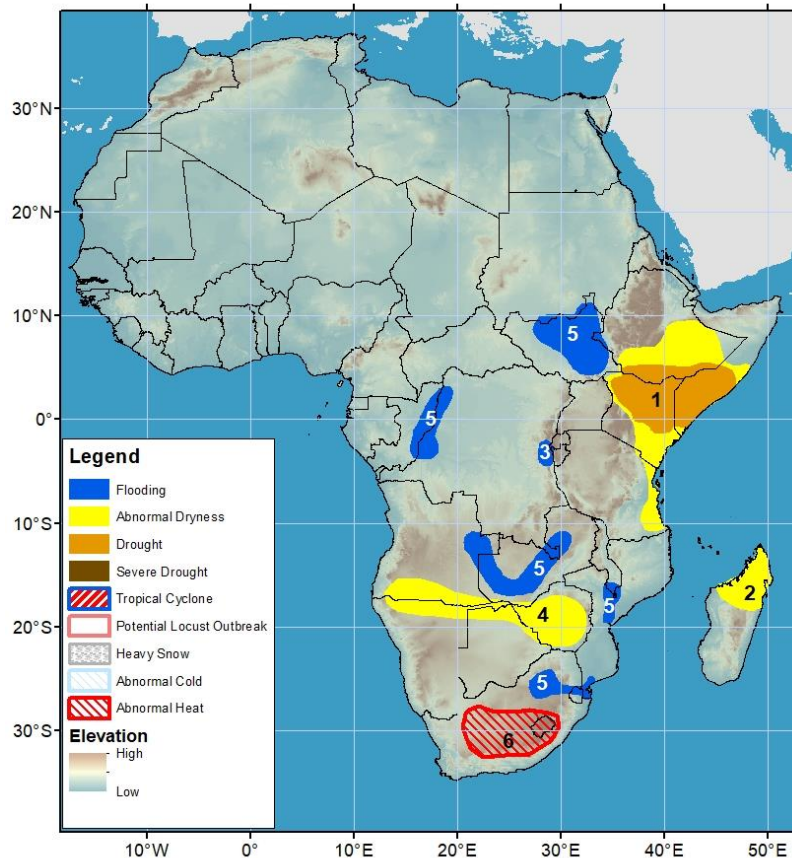 30°N
20°N
10°N
0°
10°S
20°S
30°S
5
1
5
3
5
2
5
4
5
6
Legend
Flooding
Abnormal Dryness
Drought
Severe Drought
Tropical Cyclone
Potential Locust Outbreak
Heavy Snow
Abnormal Cold
Abnormal Heat
Elevation
High
Low
10°W
0°
10°E
20°E
30°E
40°E
50°E